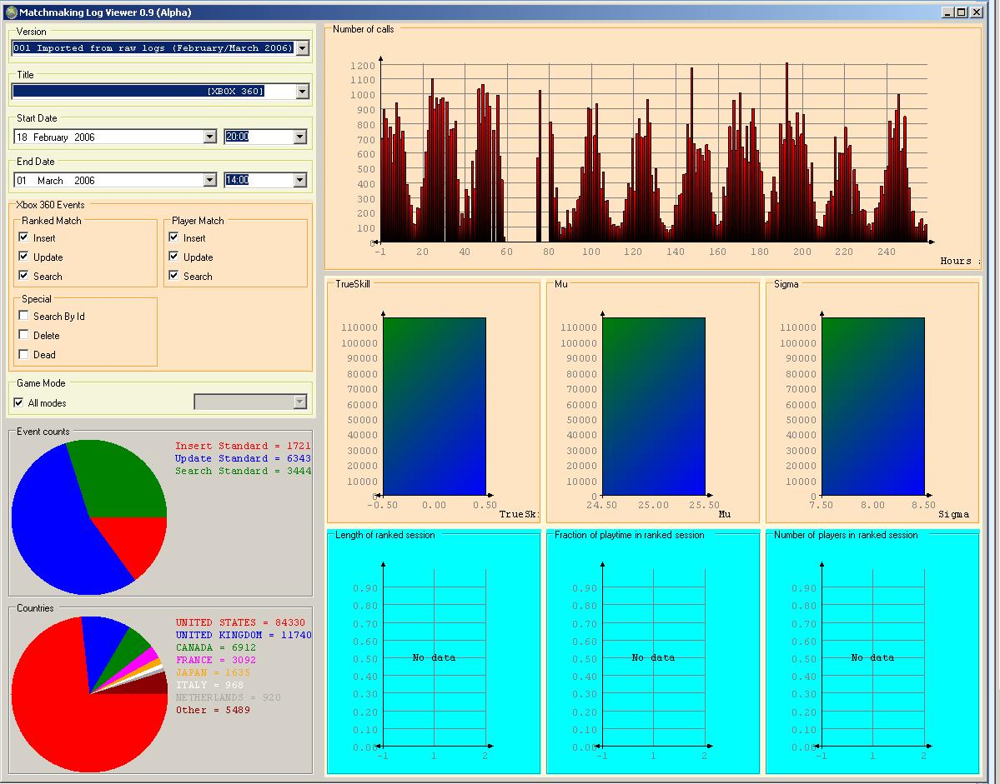 Matchmaking Log Viewer 0.9 (Alpha)
Version
001 Imported from raw logs (February/March 2006)
Title
[XBOX 360]
Start Date
18 February 2006
20:00
End Date
01 March 2006
14:00
Xbox 360 Events
Ranked Match
Insert
Update
Search
Player Match
Insert
Update
Search
Special
Search By Id
Delete
Dead
Game Mode
All modes
Event counts
Insert Standard = 1721
Update Standard = 6343
Search Standard = 3444
Countries
UNITED STATES = 84330
UNITED KINGDOM = 11740
CANADA = 6912
FRANCE = 3092
JAPAN = 1635
ITALY = 968
NETHERLANDS = 920
Other = 5489
Number of calls
1200
1100
1000
900
800
700
600
500
400
300
200
100
0
-1 20 40 60 80 100 120 140 160 180 200 220 240
Hours :
TrueSkill
110000
100000
90000
80000
70000
60000
50000
40000
30000
20000
10000
0
-0.50 0.00 0.50
TrueSk:
Mu
110000
100000
90000
80000
70000
60000
50000
40000
30000
20000
10000
0
24.50 25.00 25.50
Mu
Sigma
110000
100000
90000
80000
70000
60000
50000
40000
30000
20000
10000
0
7.50 8.00 8.50
Sigma
Length of ranked session
0.90
0.80
0.70
0.60
0.50
0.40
0.30
0.20
0.10
0.00
No data
-1 1 2
Fraction of playtime in ranked session
0.90
0.80
0.70
0.60
0.50
0.40
0.30
0.20
0.10
0.00
No data
-1 1 2
Number of players in ranked session
0.90
0.80
0.70
0.60
0.50
0.40
0.30
0.20
0.10
0.00
No data
-1 1 2